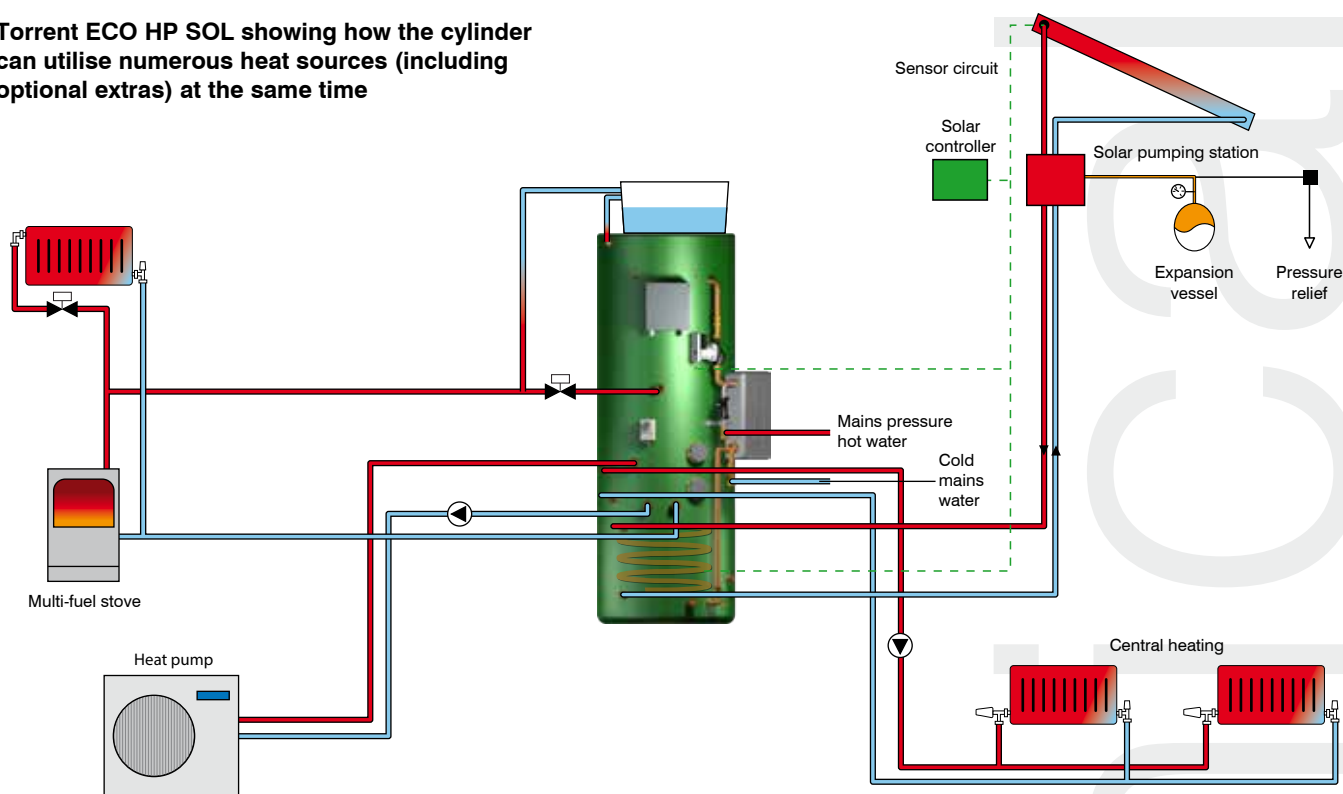 Torrent ECO HP SOL showing how the cylinder
can utilise numerous heat sources (including
optional extras) at the same time
Sensor circuit
Solar
controller
Solar pumping station
Expansion
vessel
Pressure
relief
Mains pressure
hot water
Cold
mains
water
Multi-fuel stove
Heat pump
Central heating